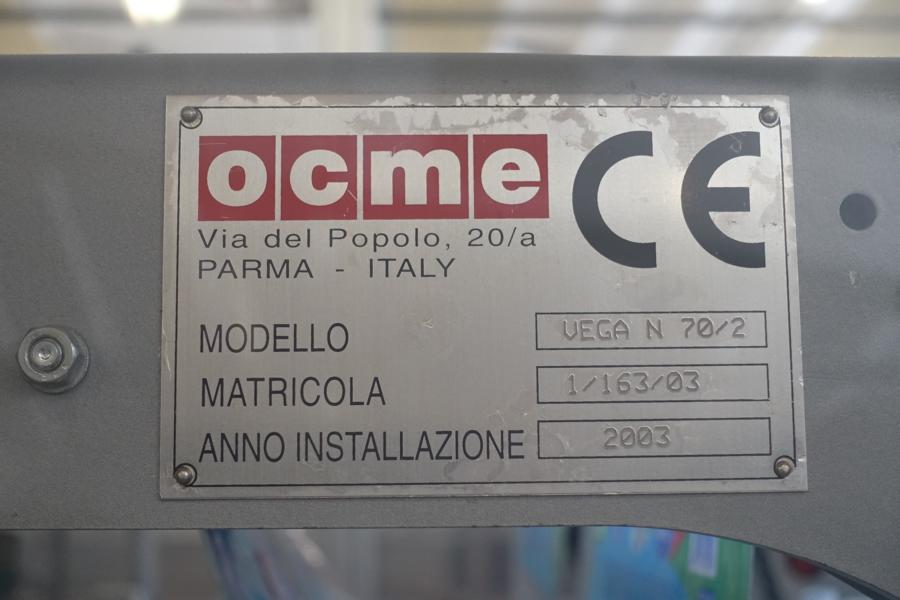 ocme
CE
Via del Popolo, 20/a
PARMA - ITALY
MODELLO VEGA N 70/2
MATRICOLA 1/163/03
ANNO INSTALLAZIONE 2003